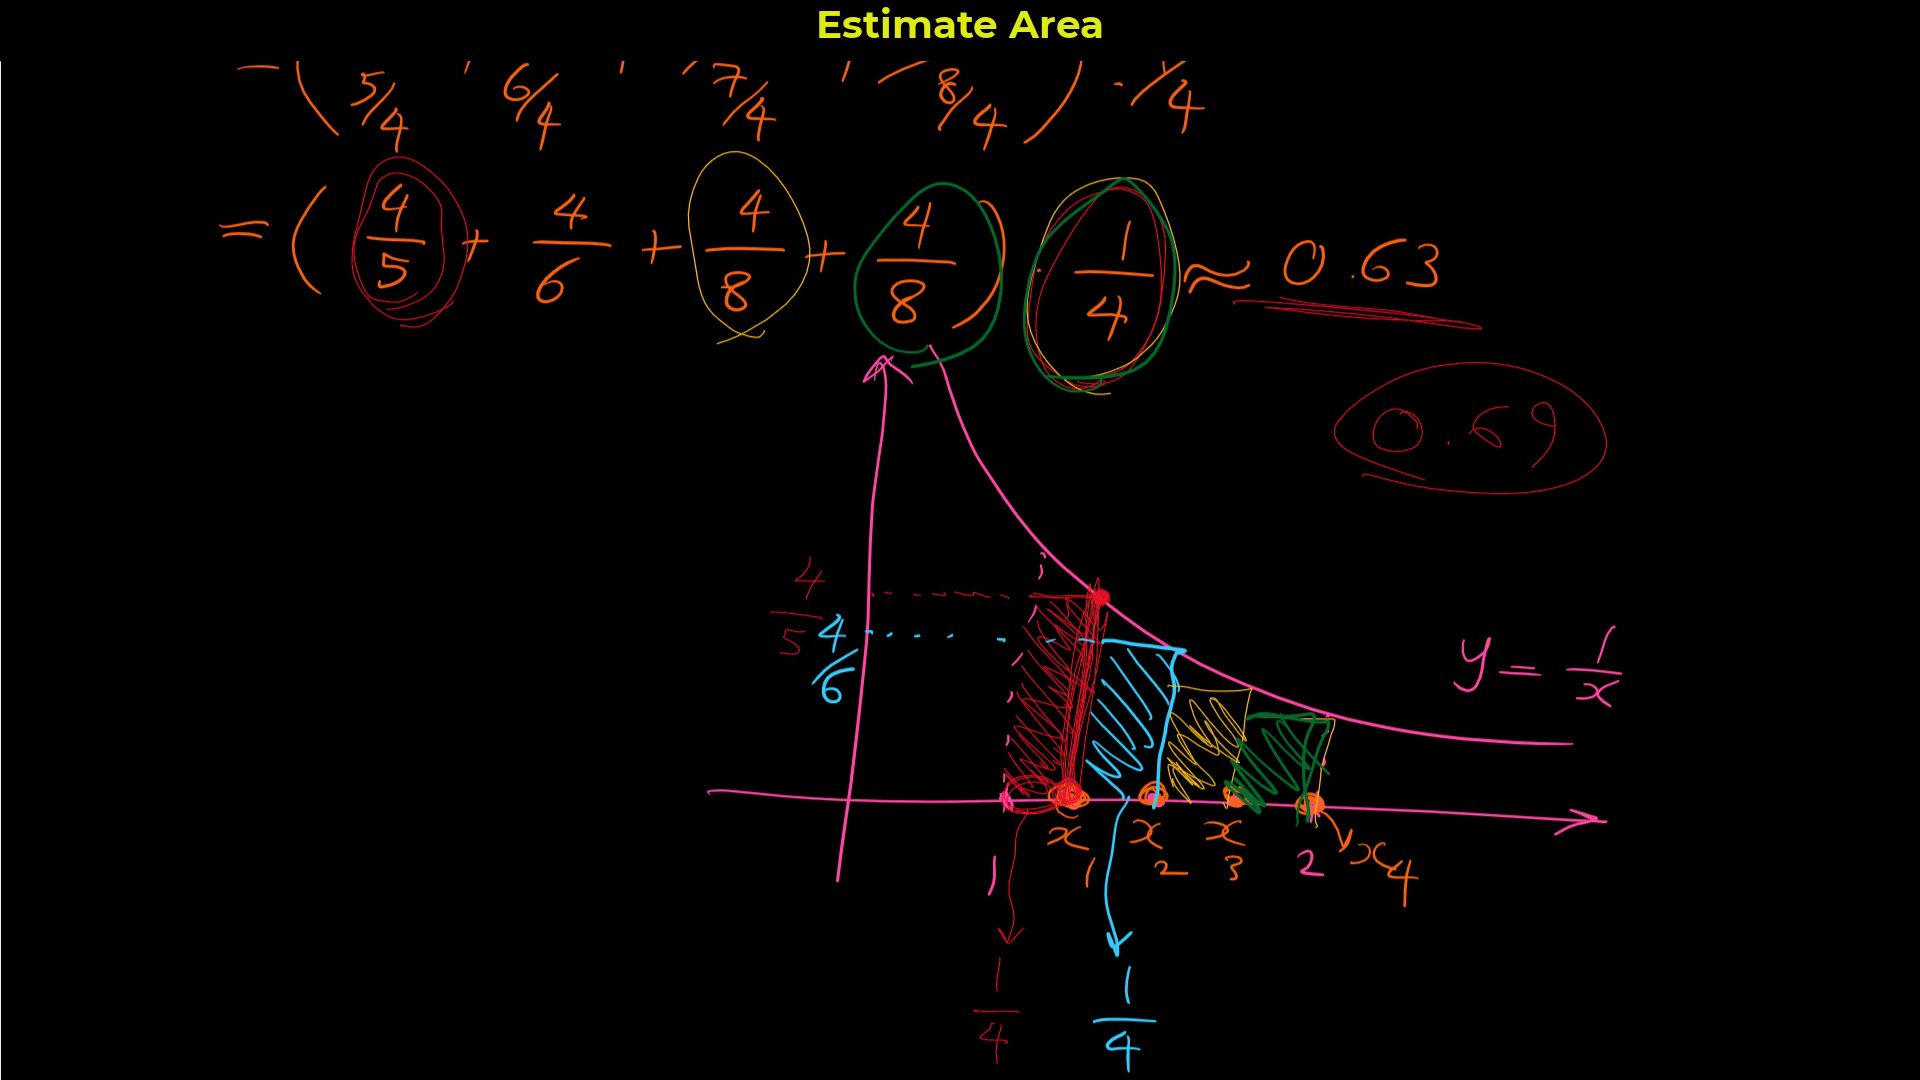 Estimate Area
= ( 5/4 6/4 7/4 8/4 ) · 1/4
= ( 4/5 + 4/6 + 4/8 + 4/8 ) 1/4 ≈ 0.63
0.69
4/5
4/6
y = 1/x
x1 x2 x3 x4
1 2
1/4 1/4